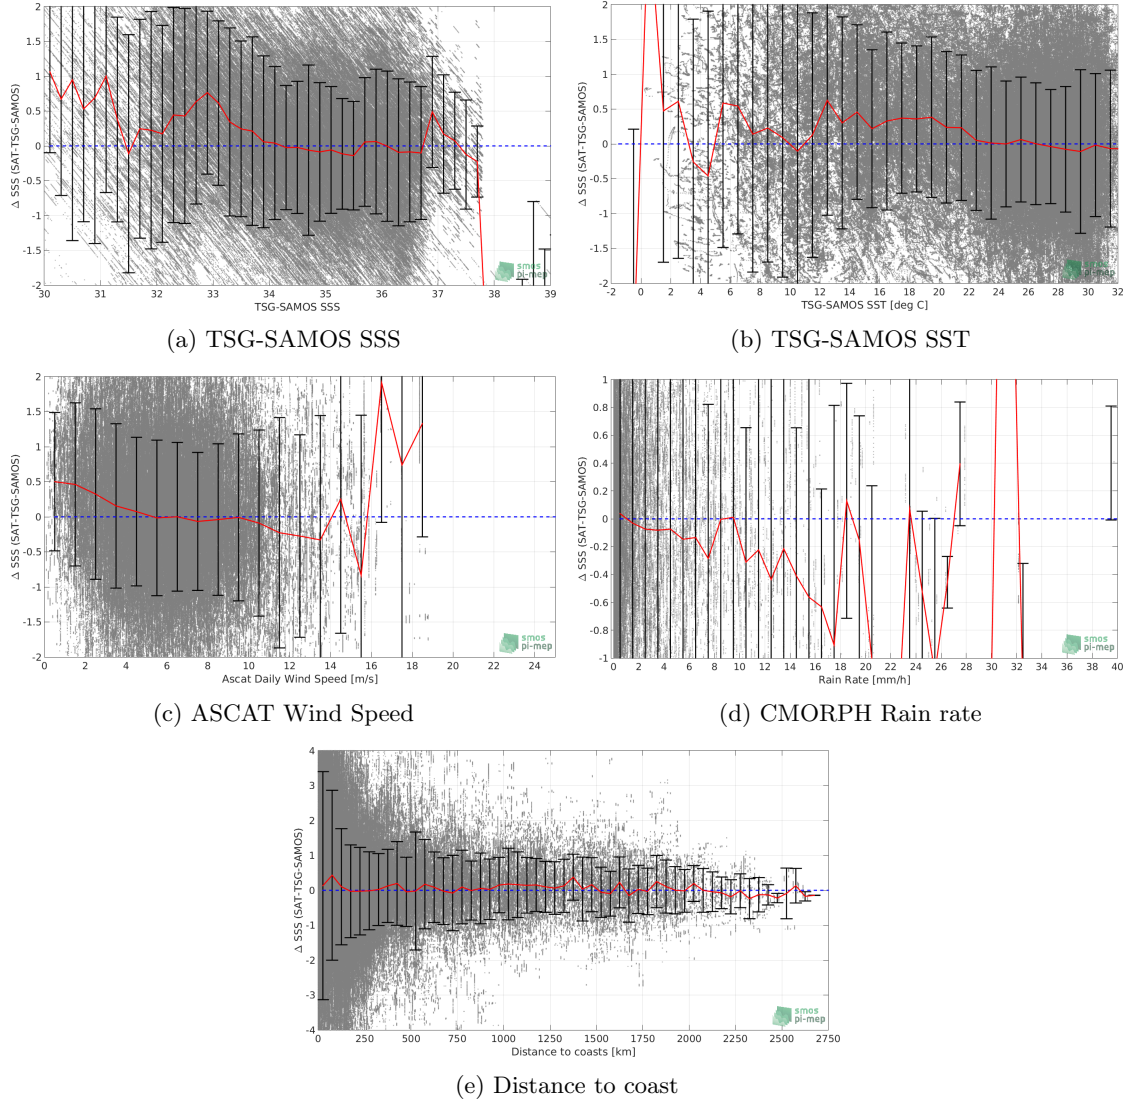 2
1.5
1
0.5
0
-0.5
-1
-1.5
-2
Δ SSS (SAT-TSG-SAMOS)
30 31 32 33 34 35 36 37 38 39
TSG-SAMOS SSS
smos
pi-mep
(a) TSG-SAMOS SSS
2
1.5
1
0.5
0
-0.5
-1
-1.5
-2
Δ SSS (SAT-TSG-SAMOS)
-2 0 2 4 6 8 10 12 14 16 18 20 22 24 26 28 30 32
TSG-SAMOS SST [deg C]
smos
pi-mep
(b) TSG-SAMOS SST
2
1.5
1
0.5
0
-0.5
-1
-1.5
-2
Δ SSS (SAT-TSG-SAMOS)
0 2 4 6 8 10 12 14 16 18 20 22 24
Ascat Daily Wind Speed [m/s]
smos
pi-mep
(c) ASCAT Wind Speed
1
0.8
0.6
0.4
0.2
0
-0.2
-0.4
-0.6
-0.8
-1
Δ SSS (SAT-TSG-SAMOS)
0 2 4 6 8 10 12 14 16 18 20 22 24 26 28 30 32 34 36 38 40
Rain Rate [mm/h]
smos
pi-mep
(d) CMORPH Rain rate
4
3
2
1
0
-1
-2
-3
-4
Δ SSS (SAT-TSG-SAMOS)
0 250 500 750 1000 1250 1500 1750 2000 2250 2500 2750
Distance to coasts [km]
smos
pi-mep
(e) Distance to coast